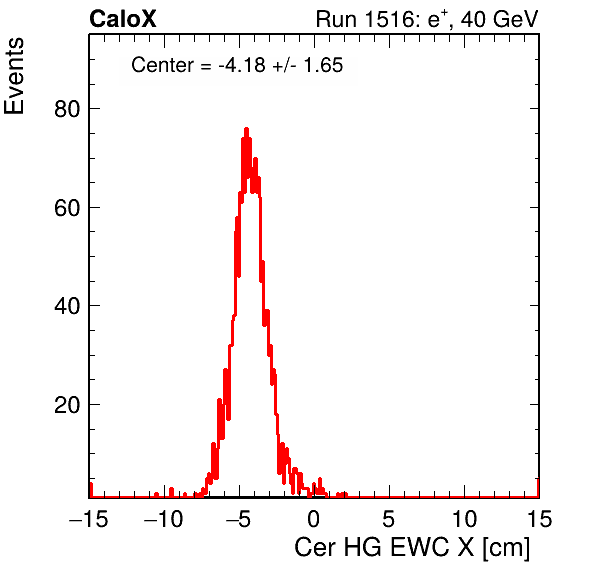 CaloX Run 1516: e⁺, 40 GeV
Center = -4.18 +/- 1.65
Events
80
60
40
20
−15 −10 −5 0 5 10 15
Cer HG EWC X [cm]